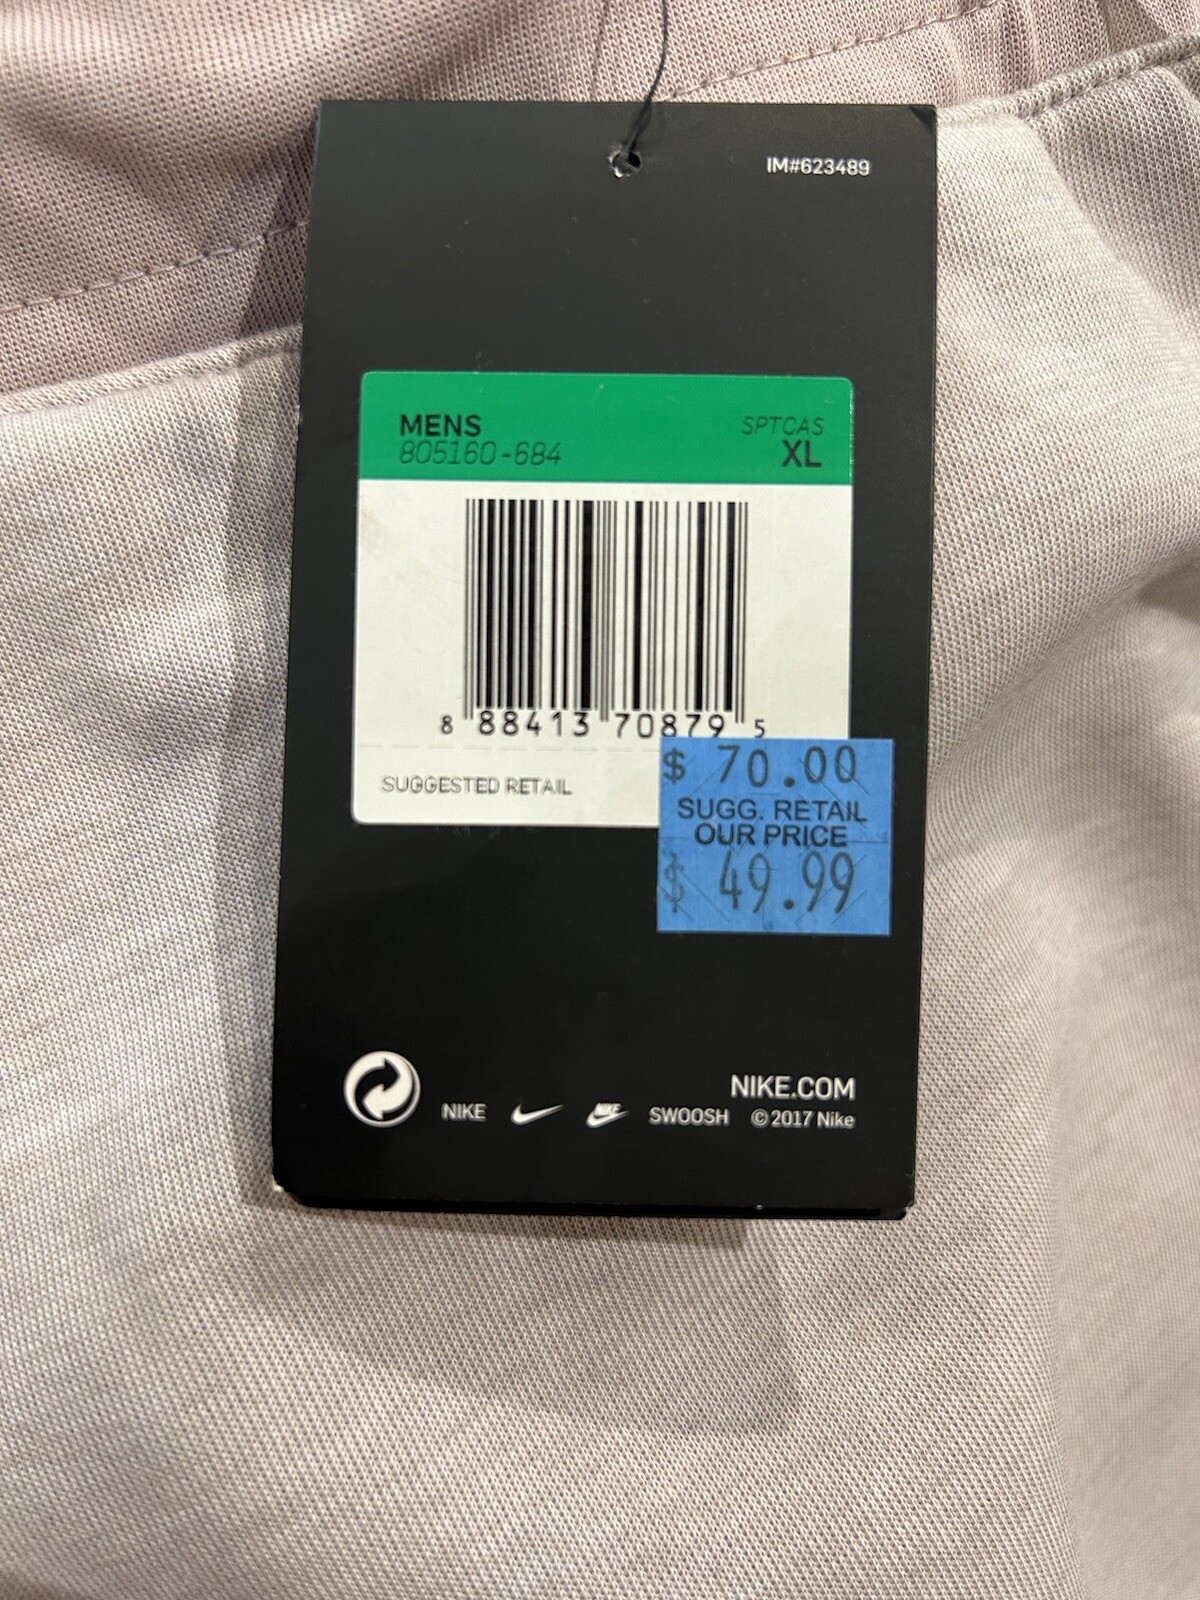 IM#623489
MENS
805160-684
SPTCAS
XL
8 88413 70879 5
SUGGESTED RETAIL
$ 70.00
SUGG. RETAIL
OUR PRICE
$ 49.99
NIKE.COM
NIKE NIKE SWOOSH © 2017 Nike